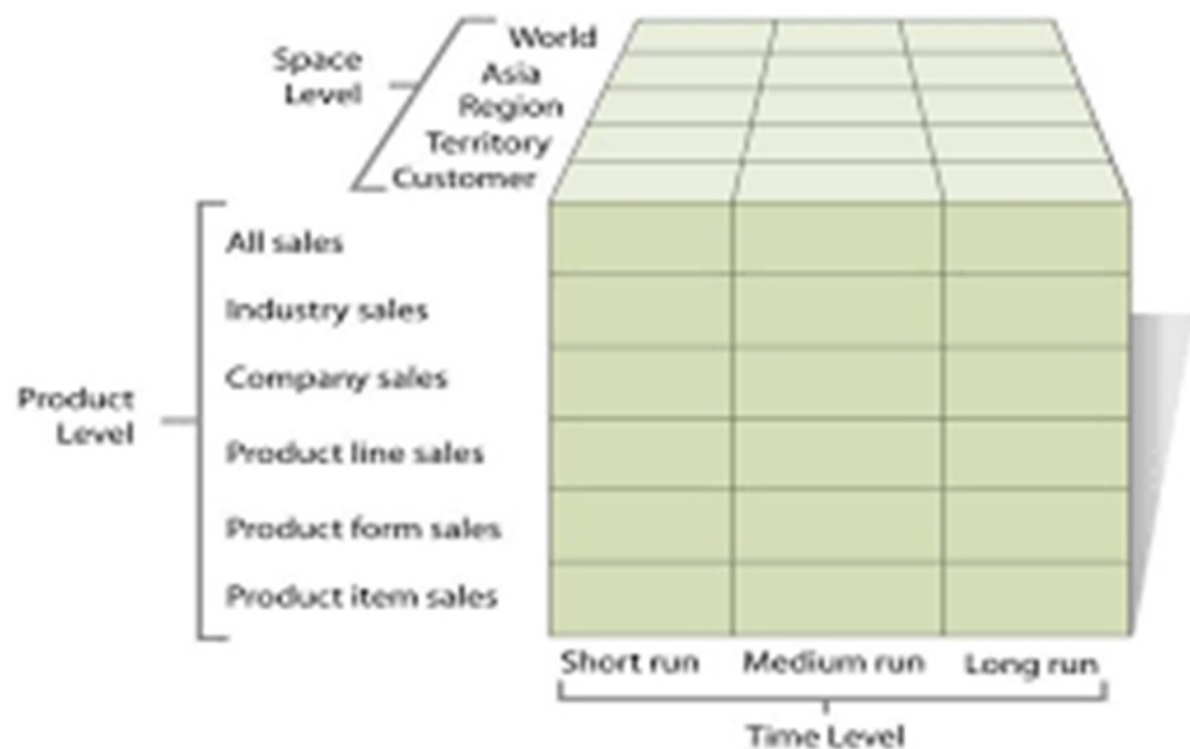 Space
Level
World
Asia
Region
Territory
Customer
Product
Level
All sales
Industry sales
Company sales
Product line sales
Product form sales
Product item sales
Short run
Medium run
Long run
Time Level